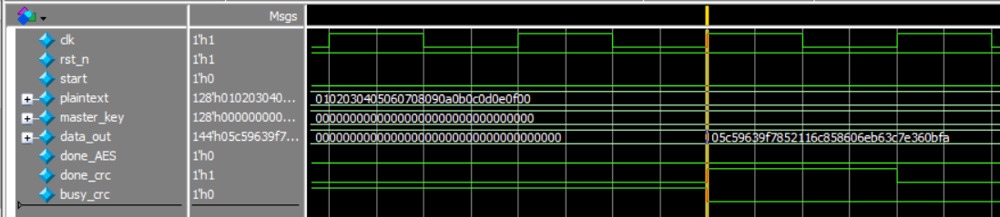 Msgs
clk 1'h1
rst_n 1'h1
start 1'h0
plaintext 128'h010203040... 0102030405060708090a0b0c0d0e0f00
master_key 128'h000000000... 00000000000000000000000000000000
data_out 144'h05c59639f7... 000000000000000000000000000000000000 05c59639f7852116c858606eb63c7e360bfa
done_AES 1'h0
done_crc 1'h1
busy_crc 1'h0